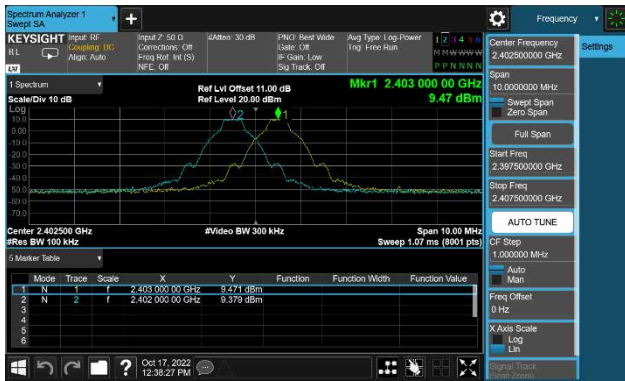 Spectrum Analyzer 1
Swept SA
+
Frequency
KEYSIGHT
RL
Input: RF
Coupling: DC
Align: Auto
Input Z: 50 Ω
Corrections: Off
Freq Ref: Int (S)
NFE: Off
#Atten: 30 dB
PNO: Best Wide
Gate: Off
IF Gain: Low
Sig Track: Off
Avg Type: Log-Power
Trig: Free Run
1 2 3 4 5 6
M M W W W W
P P N N N N
1 Spectrum
Scale/Div 10 dB
Ref Lvl Offset 11.00 dB
Ref Level 20.00 dBm
Mkr1 2.403 000 00 GHz
9.47 dBm
Log
10.0
0.00
-10.0
-20.0
-30.0
-40.0
-50.0
-60.0
-70.0
2
1
Center 2.402500 GHz
#Res BW 100 kHz
#Video BW 300 kHz
Span 10.00 MHz
Sweep 1.07 ms (8001 pts)
5 Marker Table
Mode Trace Scale X Y Function Function Width Function Value
1 N 1 f 2.403 000 00 GHz 9.471 dBm
2 N 2 f 2.402 000 00 GHz 9.379 dBm
3
4
5
6
?
Oct 17, 2022
12:38:27 PM
Settings
Center Frequency
2.402500000 GHz
Span
10.0000000 MHz
Swept Span
Zero Span
Full Span
Start Freq
2.397500000 GHz
Stop Freq
2.407500000 GHz
AUTO TUNE
CF Step
1.000000 MHz
Auto
Man
Freq Offset
0 Hz
X Axis Scale
Log
Lin
Signal Track
(Span Zoom)